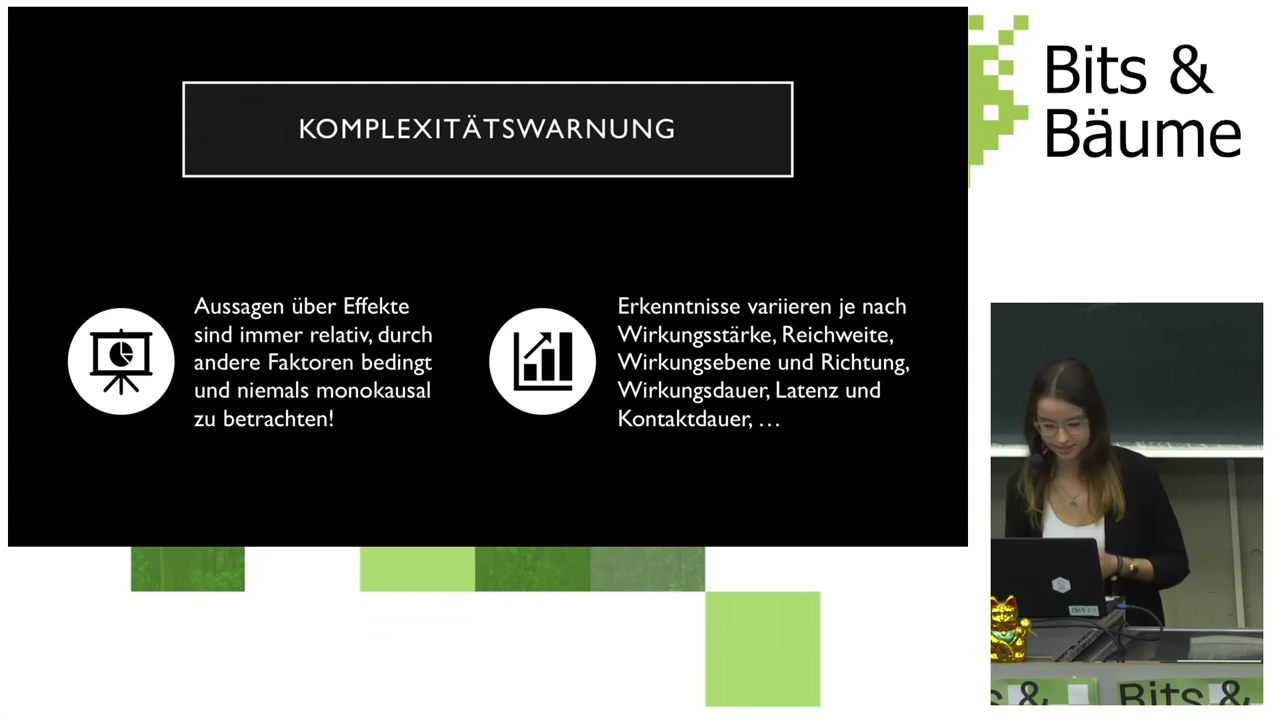 KOMPLEXITÄTSWARNUNG
Aussagen über Effekte
sind immer relativ, durch
andere Faktoren bedingt
und niemals monokausal
zu betrachten!
Erkenntnisse variieren je nach
Wirkungsstärke, Reichweite,
Wirkungsebene und Richtung,
Wirkungsdauer, Latenz und
Kontaktdauer, …
Bits &
Bäume
s &
Bits &